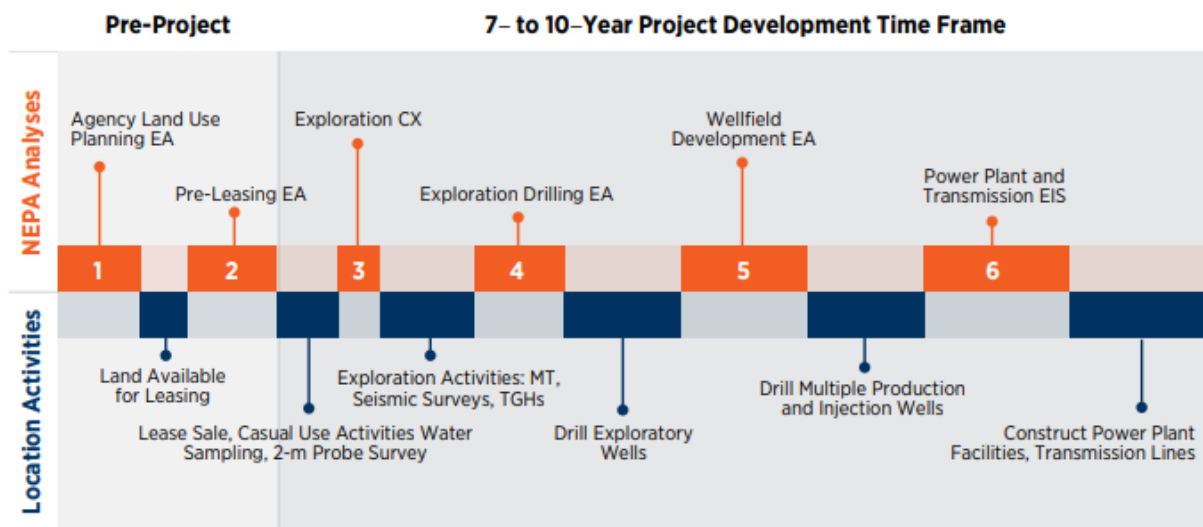 Pre-Project
7– to 10–Year Project Development Time Frame
NEPA Analyses
Agency Land Use
Planning EA
Pre-Leasing EA
Exploration CX
Exploration Drilling EA
Wellfield
Development EA
Power Plant and
Transmission EIS
1
2
3
4
5
6
Location Activities
Land Available
for Leasing
Lease Sale, Casual Use Activities Water
Sampling, 2-m Probe Survey
Exploration Activities: MT,
Seismic Surveys, TGHs
Drill Exploratory
Wells
Drill Multiple Production
and Injection Wells
Construct Power Plant
Facilities, Transmission Lines